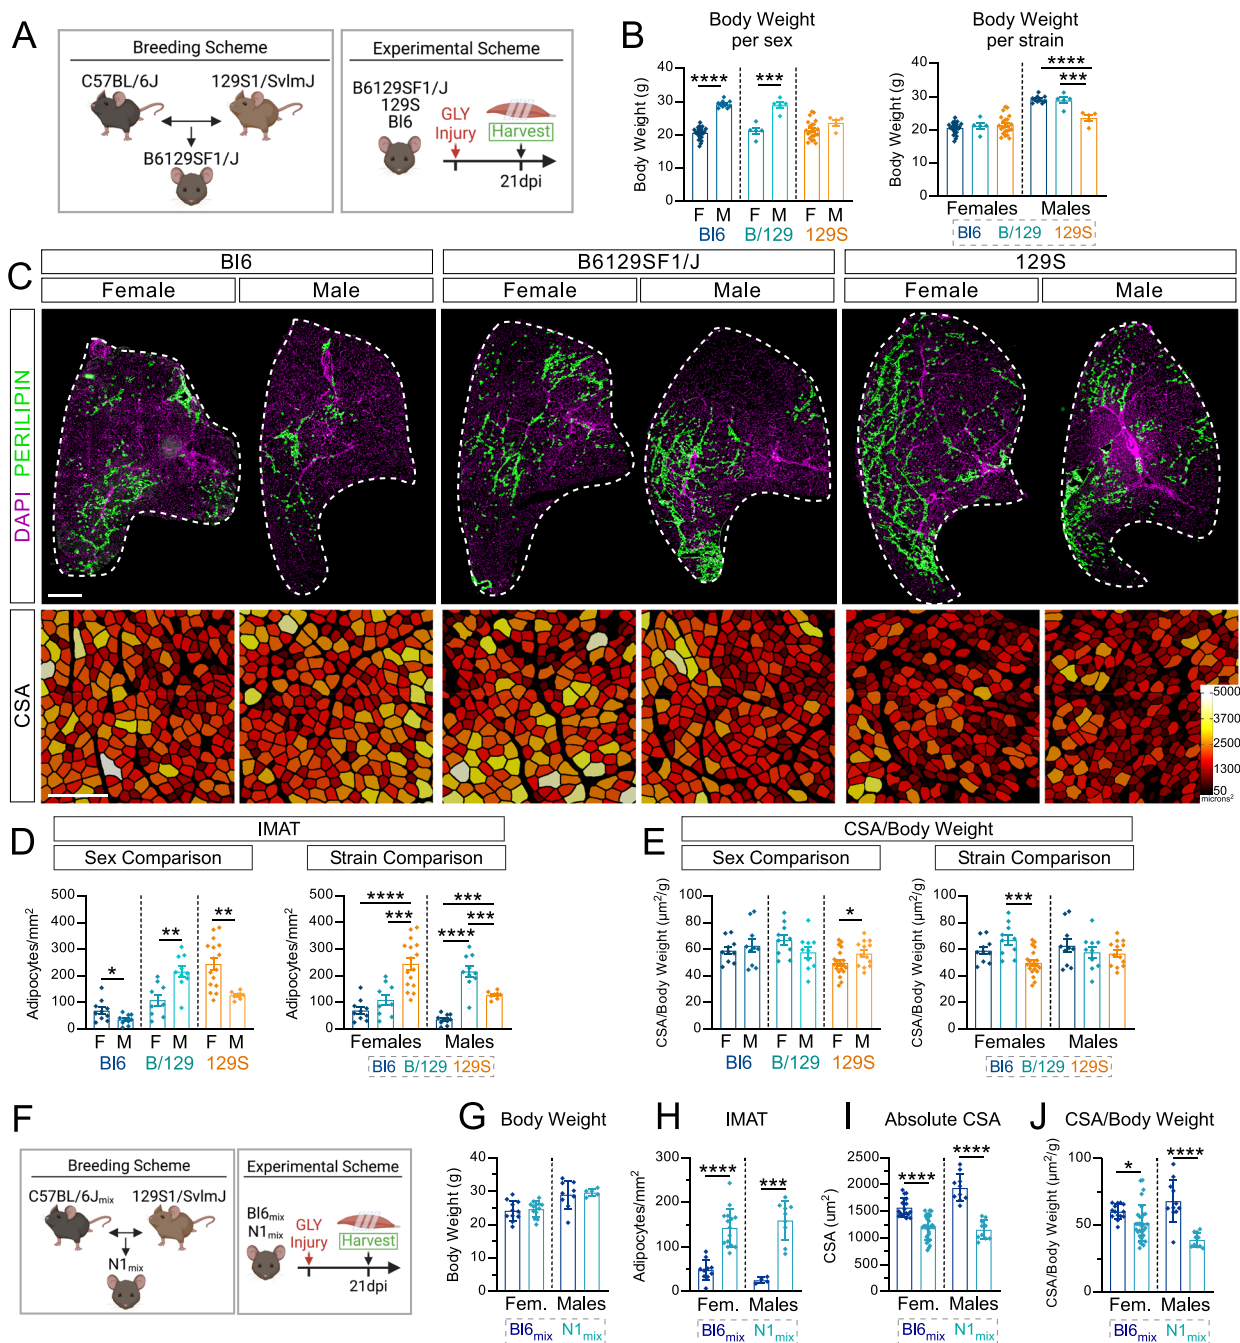 A
Breeding Scheme
C57BL/6J
129S1/SvImJ
B6129SF1/J
Experimental Scheme
B6129SF1/J
129S
Bl6
GLY
Injury
Harvest
21dpi
B
Body Weight
per sex
Body Weight (g)
40
30
20
10
0
**** ***
F M F M F M
Bl6 B/129 129S
Body Weight
per strain
Body Weight (g)
40
30
20
10
0
****
***
Females Males
Bl6 B/129 129S
C
Bl6 B6129SF1/J 129S
Female Male Female Male Female Male
DAPI PERILIPIN
CSA
5000
3700
2500
1300
50
microns²
D
IMAT
Sex Comparison
Strain Comparison
Adipocytes/mm²
500
400
300
200
100
0
* ** **
F M F M F M
Bl6 B/129 129S
Adipocytes/mm²
500
400
300
200
100
0
**** ***
*** ***
****
Females Males
Bl6 B/129 129S
E
CSA/Body Weight
Sex Comparison
Strain Comparison
CSA/Body Weight (µm²/g)
100
80
60
40
20
0
*
F M F M F M
Bl6 B/129 129S
CSA/Body Weight (µm²/g)
100
80
60
40
20
0
***
Females Males
Bl6 B/129 129S
F
Breeding Scheme
C57BL/6Jmix
129S1/SvImJ
N1mix
Experimental Scheme
Bl6mix
N1mix
GLY
Injury
Harvest
21dpi
G
Body Weight
Body Weight (g)
40
30
20
10
0
Fem. Males
Bl6mix N1mix
H
IMAT
Adipocytes/mm²
300
200
100
0
**** ***
Fem. Males
Bl6mix N1mix
I
Absolute CSA
CSA (um²)
2500
2000
1500
1250
500
0
**** ****
Fem. Males
Bl6mix N1mix
J
CSA/Body Weight
CSA/Body Weight (µm²/g)
100
50
0
* ****
Fem. Males
Bl6mix N1mix